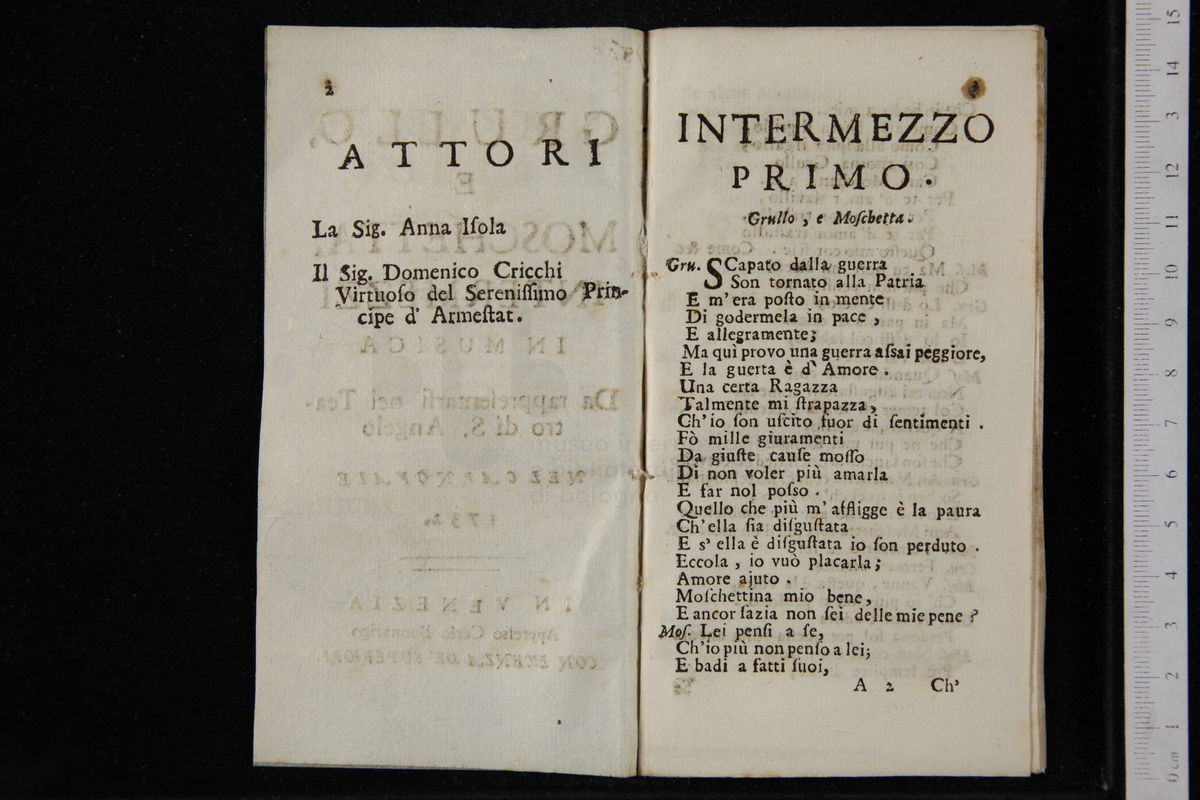 2
ATTORI
La Sig. Anna Iſola
Il Sig. Domenico Cricchi
Virtuoſo del Sereniſſimo Prin-
cipe d' Armeſtat.
3
INTERMEZZO
PRIMO.
Grullo, e Moſchetta.
Gru. SCapato dalla guerra
Son tornato alla Patria
E m'era poſto in mente
Di godermela in pace,
E allegramente;
Ma quì provo una guerra aſsai peggiore,
E la guerta è d'Amore.
Una certa Ragazza
Talmente mi ſtrapazza,
Ch'io ſon uſcito fuor di ſentimenti.
Fò mille giuramenti
Da giuſte cauſe moſſo
Di non voler più amarla
E far nol poſso.
Quello che più m'affligge è la paura
Ch'ella ſia diſguſtata
E s'ella è diſguſtata io ſon perduto.
Eccola, io vuò placarla;
Amore ajuto.
Moſchettina mio bene,
E ancor ſazia non ſei delle mie pene?
Moſ. Lei penſi a ſe,
Ch'io più non penſo a lei;
E badi a fatti ſuoi,
A 2 Ch'